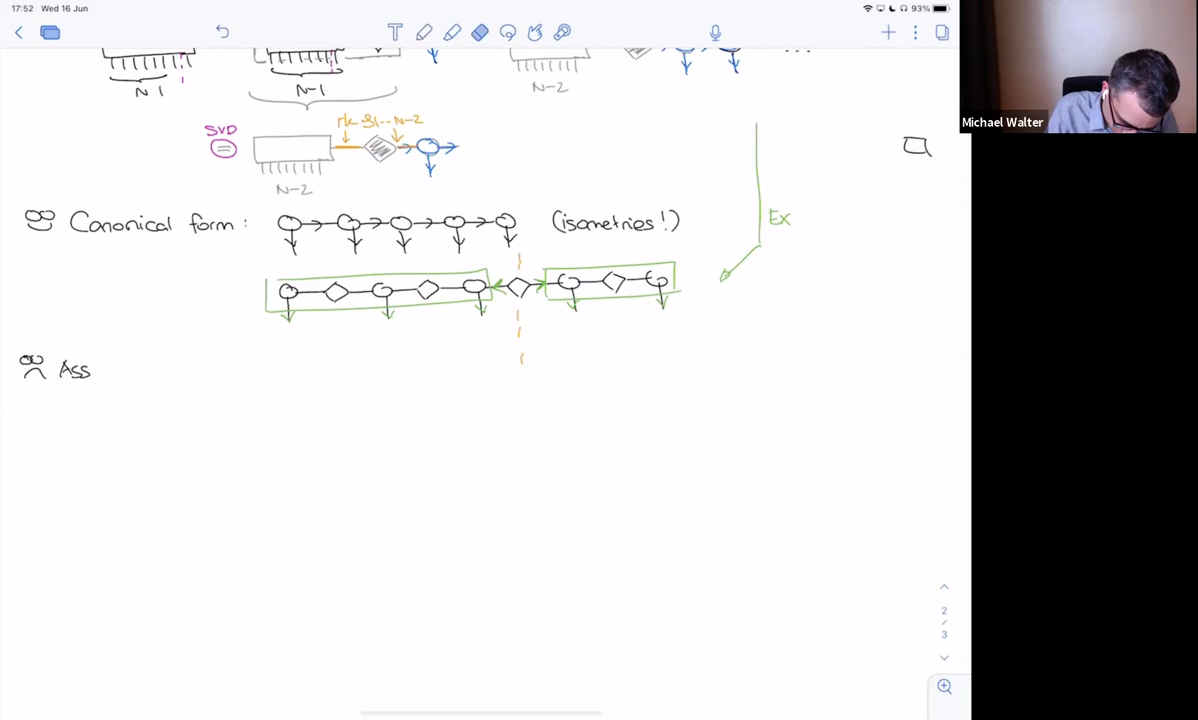 17:52 Wed 16 Jun
93%
N-1
N-1
N-2
...
SVD
=
rk S1...N-2
N-2
Michael Walter
Canonical form : (isometries!)
Ex
Ass
2
/
3